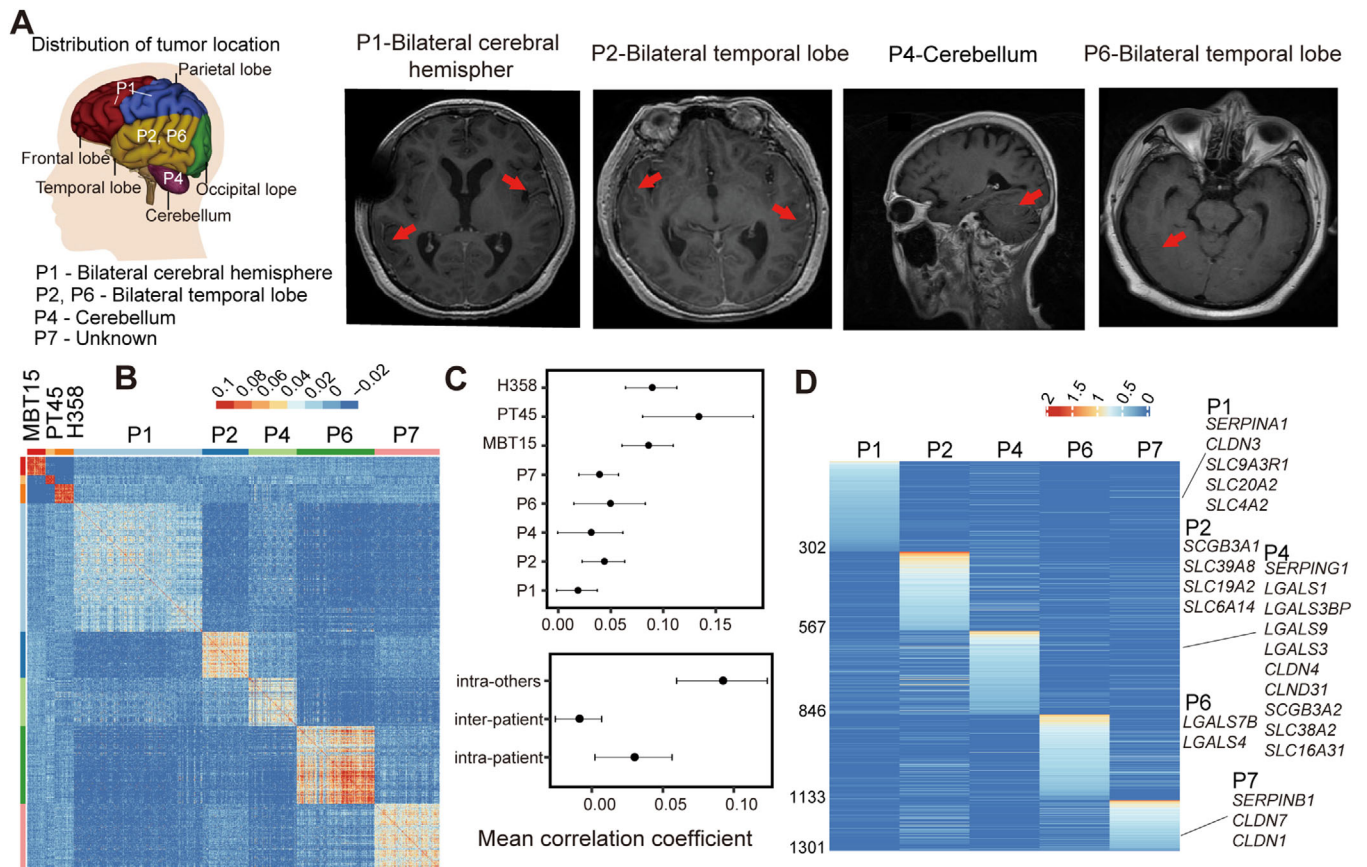 A
Distribution of tumor location
Parietal lobe
P1
P2, P6
P4
Frontal lobe
Temporal lobe
Occipital lope
Cerebellum
P1 - Bilateral cerebral hemisphere
P2, P6 - Bilateral temporal lobe
P4 - Cerebellum
P7 - Unknown
P1-Bilateral cerebral
hemispher
P2-Bilateral temporal lobe
P4-Cerebellum
P6-Bilateral temporal lobe
B
0.1
0.08
0.06
0.04
0.02
0
−0.02
MBT15
PT45
H358
P1
P2
P4
P6
P7
C
H358
PT45
MBT15
P7
P6
P4
P2
P1
0.00
0.05
0.10
0.15
intra-others
inter-patient
intra-patient
0.00
0.10
Mean correlation coefficient
D
2
1.5
1
0.5
0
P1
P2
P4
P6
P7
302
567
846
1133
1301
P1
SERPINA1
CLDN3
SLC9A3R1
SLC20A2
SLC4A2
P2
SCGB3A1
SLC39A8
SLC19A2
SLC6A14
P4
SERPING1
LGALS1
LGALS3BP
LGALS9
LGALS3
CLDN4
CLND31
SCGB3A2
SLC38A2
SLC16A31
P6
LGALS7B
LGALS4
P7
SERPINB1
CLDN7
CLDN1